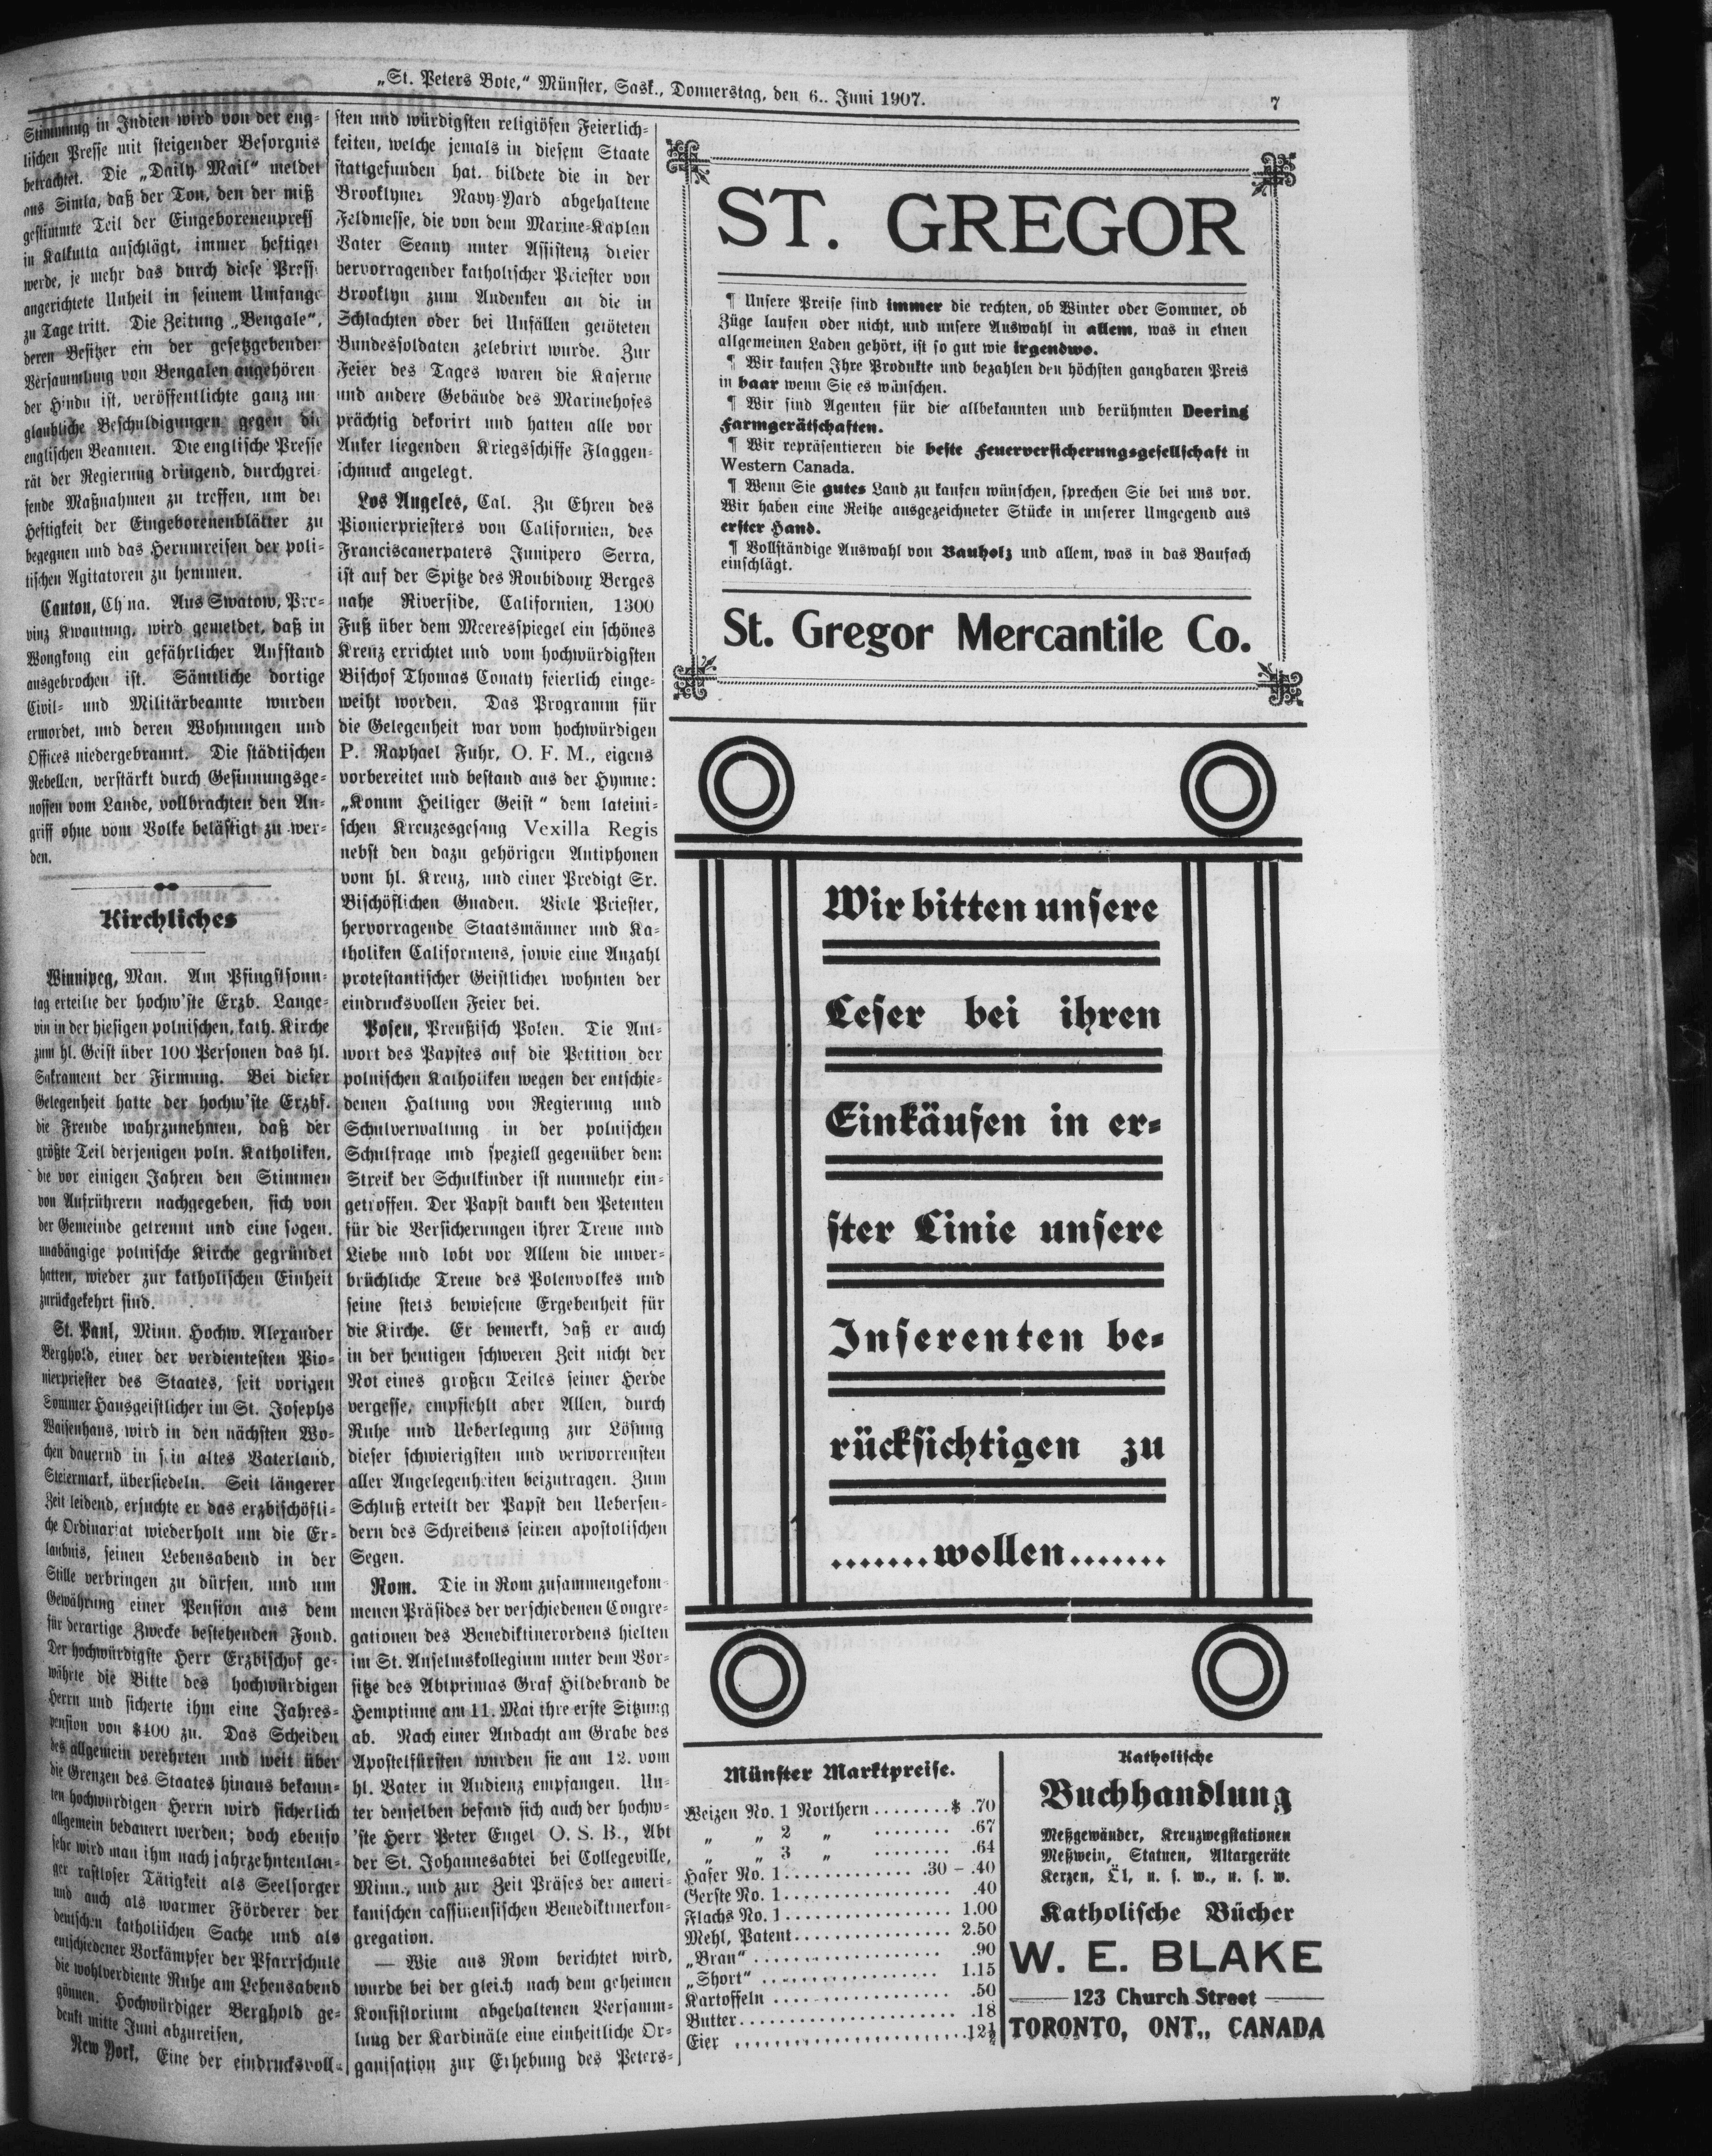 „St. Peters Bote,“ Münster, Sask., Donnerstag, den 6.. Juni 1907.
7
Stimmung in Indien wird von der eng-
lischen Presse mit steigender Besorgnis
betrachtet. Die „Daily Mail“ meldet
aus Simla, daß der Ton, den der miß
gestimmte Teil der Eingeborenenpress
in Kalkutta anschlägt, immer heftiger
werde, je mehr das durch diese Press-
angerichtete Unheil in seinem Umfange
zu Tage tritt. Die Zeitung „Bengale“,
deren Besitzer ein der gesetzgebenden
Versammlung von Bengalen angehören
der Hindu ist, veröffentlichte ganz un
glaubliche Beschuldigungen gegen die
englischen Beamten. Die englische Presse
rät der Regierung dringend, durchgrei-
fende Maßnahmen zu treffen, um der
Heftigkeit der Eingeborenenblätter zu
begegnen und das Herumreisen der poli-
tischen Agitatoren zu hemmen.
Canton, China. Aus Swatow, Pro-
vinz Kwantung, wird gemeldet, daß in
Wongkong ein gefährlicher Aufstand
ausgebrochen ist. Sämtliche dortige
Civil- und Militärbeamte wurden
ermordet, und deren Wohnungen und
Offices niedergebrannt. Die städtischen
Rebellen, verstärkt durch Gesinnungsge-
nossen vom Lande, vollbrachten den An-
griff ohne vom Volke belästigt zu wer-
den.
Kirchliches
Winnipeg, Man. Am Pfingstsonn-
tag erteilte der hochw'ste Erzb. Lange-
vin in der hiesigen polnischen, kath. Kirche
zum hl. Geist über 100 Personen das hl.
Sakrament der Firmung. Bei dieser
Gelegenheit hatte der hochw'ste Erzbf.
die Freude wahrzunehmen, daß der
größte Teil derjenigen poln. Katholiken,
die vor einigen Jahren den Stimmen
von Aufrührern nachgegeben, sich von
der Gemeinde getrennt und eine sogen.
unabängige polnische Kirche gegründet
hatten, wieder zur katholischen Einheit
zurückgekehrt sind.
St. Paul, Minn. Hochw. Alexander
Berghold, einer der verdientesten Pio-
nierpriester des Staates, seit vorigen
Sommer Hausgeistlicher im St. Josephs
Waisenhaus, wird in den nächsten Wo-
chen dauernd in sein altes Vaterland,
Steiermark, übersiedeln. Seit längerer
Zeit leidend, ersuchte er das erzbischöfli-
che Ordinariat wiederholt um die Er-
laubnis, seinen Lebensabend in der
Stille verbringen zu dürfen, und um
Gewährung einer Pension aus dem
für derartige Zwecke bestehenden Fond.
Der hochwürdigste Herr Erzbischof ge-
währte die Bitte des hochwürdigen
Herrn und sicherte ihm eine Jahres-
pension von $400 zu. Das Scheiden
des allgemein verehrten und weit über
die Grenzen des Staates hinaus bekann-
ten hochwürdigen Herrn wird sicherlich
allgemein bedauert werden; doch ebenso
sehr wird man ihm nach jahrzehntenlan-
ger rastloser Tätigkeit als Seelsorger
und auch als warmer Förderer der
deutschen katholischen Sache und als
entschiedener Vorkämpfer der Pfarrschule
die wohlverdiente Ruhe am Lebensabend
gönnen. Hochwürdiger Berghold ge-
denkt mitte Juni abzureisen.
New York. Eine der eindrucksvoll-
sten und würdigsten religiösen Feierlich-
keiten, welche jemals in diesem Staate
stattgefunden hat, bildete die in der
Brooklyner Navy-Yard abgehaltene
Feldmesse, die von dem Marine-Kaplan
Vater Seany unter Assistenz dreier
hervorragender katholischer Priester von
Brooklyn zum Andenken an die in
Schlachten oder bei Unfällen getöteten
Bundessoldaten zelebrirt wurde. Zur
Feier des Tages waren die Kaserne
und andere Gebäude des Marinehofes
prächtig dekorirt und hatten alle vor
Anker liegenden Kriegsschiffe Flaggen-
schmuck angelegt.
Los Angeles, Cal. Zu Ehren des
Pionierpriesters von Californien, des
Franciscanerpaters Junipero Serra,
ist auf der Spitze des Roubidoux Berges
nahe Riverside, Californien, 1300
Fuß über dem Meeresspiegel ein schönes
Kreuz errichtet und vom hochwürdigsten
Bischof Thomas Conaty feierlich einge-
weiht worden. Das Programm für
die Gelegenheit war vom hochwürdigen
P. Raphael Fuhr, O. F. M., eigens
vorbereitet und bestand aus der Hymne:
„Komm Heiliger Geist“ dem lateini-
schen Kreuzesgesang Vexilla Regis
nebst den dazu gehörigen Antiphonen
vom hl. Kreuz, und einer Predigt Sr.
Bischöflichen Gnaden. Viele Priester,
hervorragende Staatsmänner und Ka-
tholiken Californiens, sowie eine Anzahl
protestantischer Geistlicher wohnten der
eindrucksvollen Feier bei.
Posen, Preußisch Polen. Die Ant-
wort des Papstes auf die Petition der
polnischen Katholiken wegen der entschie-
denen Haltung von Regierung und
Schulverwaltung in der polnischen
Schulfrage und speziell gegenüber dem
Streik der Schulkinder ist nunmehr ein-
getroffen. Der Papst dankt den Petenten
für die Versicherungen ihrer Treue und
Liebe und lobt vor Allem die unver-
brüchliche Treue des Polenvolkes und
seine stets bewiesene Ergebenheit für
die Kirche. Er bemerkt, daß er auch
in der heutigen schweren Zeit nicht der
Not eines großen Teiles seiner Herde
vergesse, empfiehlt aber Allen, durch
Ruhe und Ueberlegung zur Lösung
dieser schwierigsten und verworrensten
aller Angelegenheiten beizutragen. Zum
Schluß erteilt der Papst den Uebersen-
dern des Schreibens seinen apostolischen
Segen.
Rom. Die in Rom zusammengekom-
menen Präsides der verschiedenen Congre-
gationen des Benediktinerordens hielten
im St. Anselmskollegium unter dem Vor-
sitze des Abtprimas Graf Hildebrand de
Hemptinne am 11. Mai ihre erste Sitzung
ab. Nach einer Andacht am Grabe des
Apostelfürsten wurden sie am 12. vom
hl. Vater in Audienz empfangen. Un-
ter denselben befand sich auch der hochw-
'ste Herr Peter Engel O. S. B., Abt
der St. Johannesabtei bei Collegeville,
Minn., und zur Zeit Präses der ameri-
kanischen cassinensischen Benediktinerkon-
gregation.
— Wie aus Rom berichtet wird,
wurde bei der gleich nach dem geheimen
Konsistorium abgehaltenen Versamm-
lung der Kardinäle eine einheitliche Or-
ganisation zur Erhebung des Peters-
ST. GREGOR
¶ Unsere Preise sind immer die rechten, ob Winter oder Sommer, ob
Züge laufen oder nicht, und unsere Auswahl in allem, was in einen
allgemeinen Laden gehört, ist so gut wie irgendwo.
¶ Wir kaufen Ihre Produkte und bezahlen den höchsten gangbaren Preis
in baar wenn Sie es wünschen.
¶ Wir sind Agenten für die allbekannten und berühmten Deering
Farmgerätschaften.
¶ Wir repräsentieren die beste Feuerversicherungsgesellschaft in
Western Canada.
¶ Wenn Sie gutes Land zu kaufen wünschen, sprechen Sie bei uns vor.
Wir haben eine Reihe ausgezeichneter Stücke in unserer Umgegend aus
erster Hand.
¶ Vollständige Auswahl von Bauholz und allem, was in das Baufach
einschlägt.
St. Gregor Mercantile Co.
Wir bitten unsere
Leser bei ihren
Einkäufen in er-
ster Linie unsere
Inserenten be-
rücksichtigen zu
.......wollen.......
Münster Marktpreise.
Weizen No. 1 Northern........$ .70
„ „ 2 „ ........ .67
„ „ 3 „ ........ .64
Hafer No. 1............. .30 – .40
Gerste No. 1................. .40
Flachs No. 1................. 1.00
Mehl, Patent................ 2.50
„Bran“.................... .90
„Short“................... 1.15
Kartoffeln.................. .50
Butter...................... .18
Eier....................... .12½
Katholische
Buchhandlung
Meßgewänder, Kreuzwegstationen
Meßwein, Statuen, Altargeräte
Kerzen, Öl, u. s. w., u. s. w.
Katholische Bücher
W. E. BLAKE
123 Church Street
TORONTO, ONT., CANADA